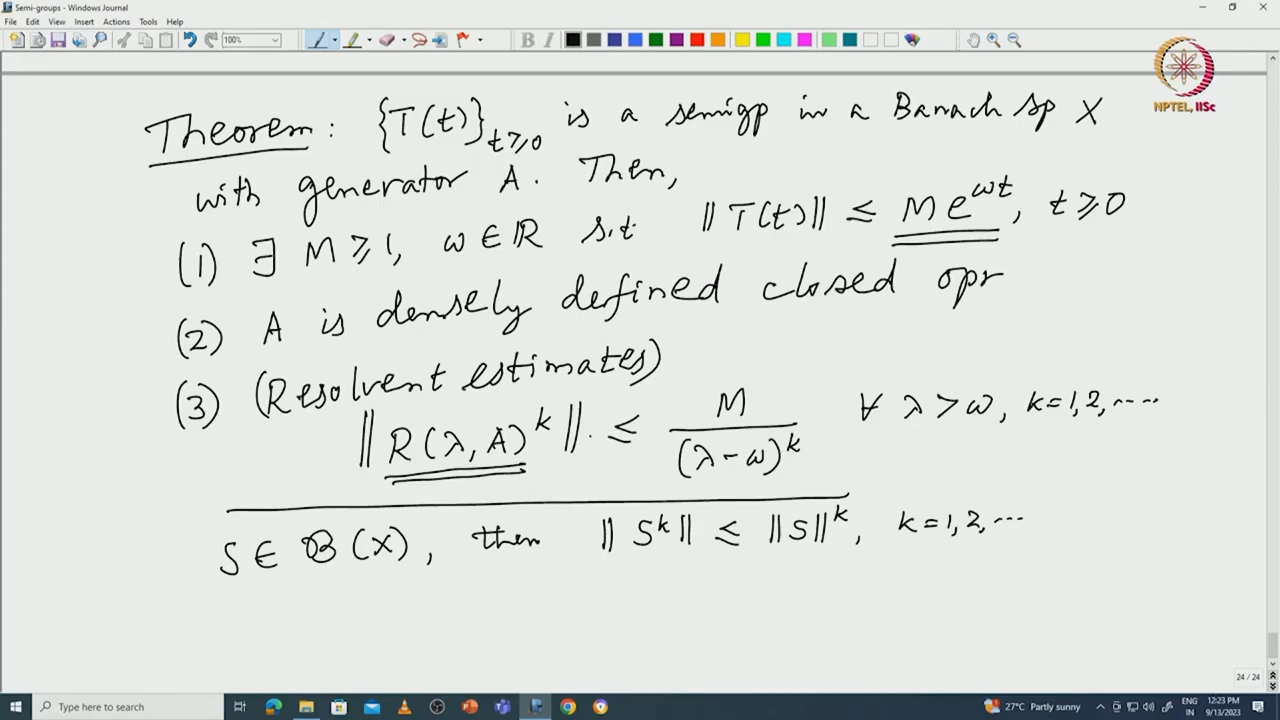 Semi-groups - Windows Journal
File Edit View Insert Actions Tools Help
100%
B I
NPTEL, IISc
Theorem : {T(t)}_{t≥0} is a semigp in a Banach sp X
with generator A. Then,
(1) ∃ M ≥ 1, ω ∈ ℝ s.t. ||T(t)|| ≤ M e^{ωt}, t ≥ 0
(2) A is densely defined closed opr
(3) (Resolvent estimates)
||R(λ, A)^k||. ≤ M/(λ-ω)^k ∀ λ > ω, k = 1, 2, ....
S ∈ B(X), then ||S^k|| ≤ ||S||^k, k = 1, 2, ...
24 / 24
Type here to search
27°C Partly sunny
ENG
IN
12:23 PM
9/13/2023